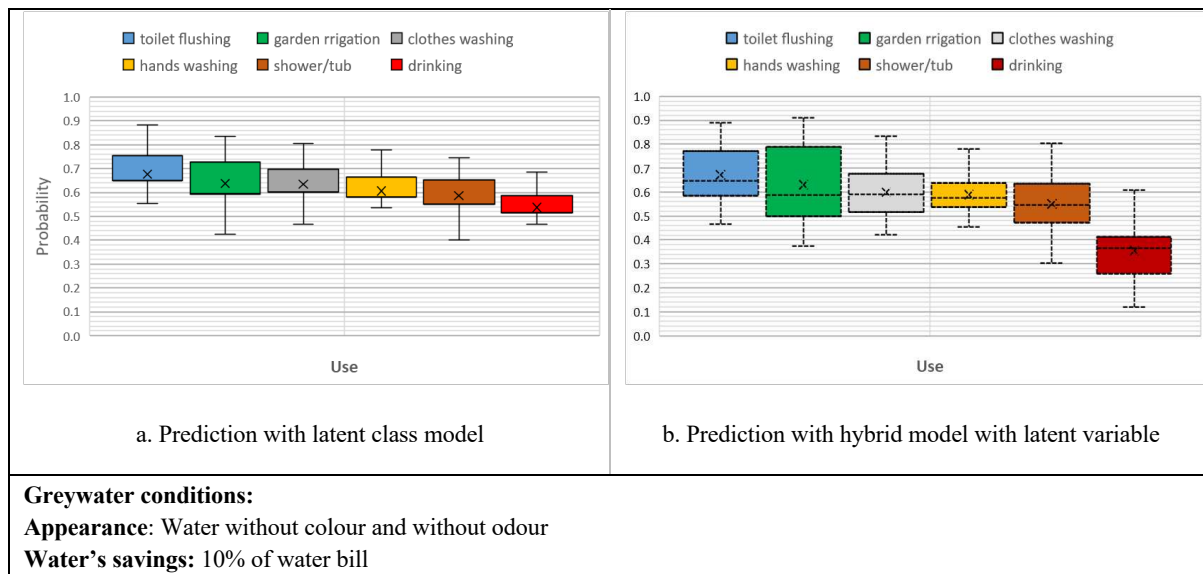 toilet flushing garden rrigation clothes washing
hands washing shower/tub drinking
1.0
0.9
0.8
0.7
0.6
0.5
0.4
0.3
0.2
0.1
0.0
Probability
Use
a. Prediction with latent class model
toilet flushing garden rrigation clothes washing
hands washing shower/tub drinking
1.0
0.9
0.8
0.7
0.6
0.5
0.4
0.3
0.2
0.1
0.0
Use
b. Prediction with hybrid model with latent variable
Greywater conditions:
Appearance: Water without colour and without odour
Water’s savings: 10% of water bill